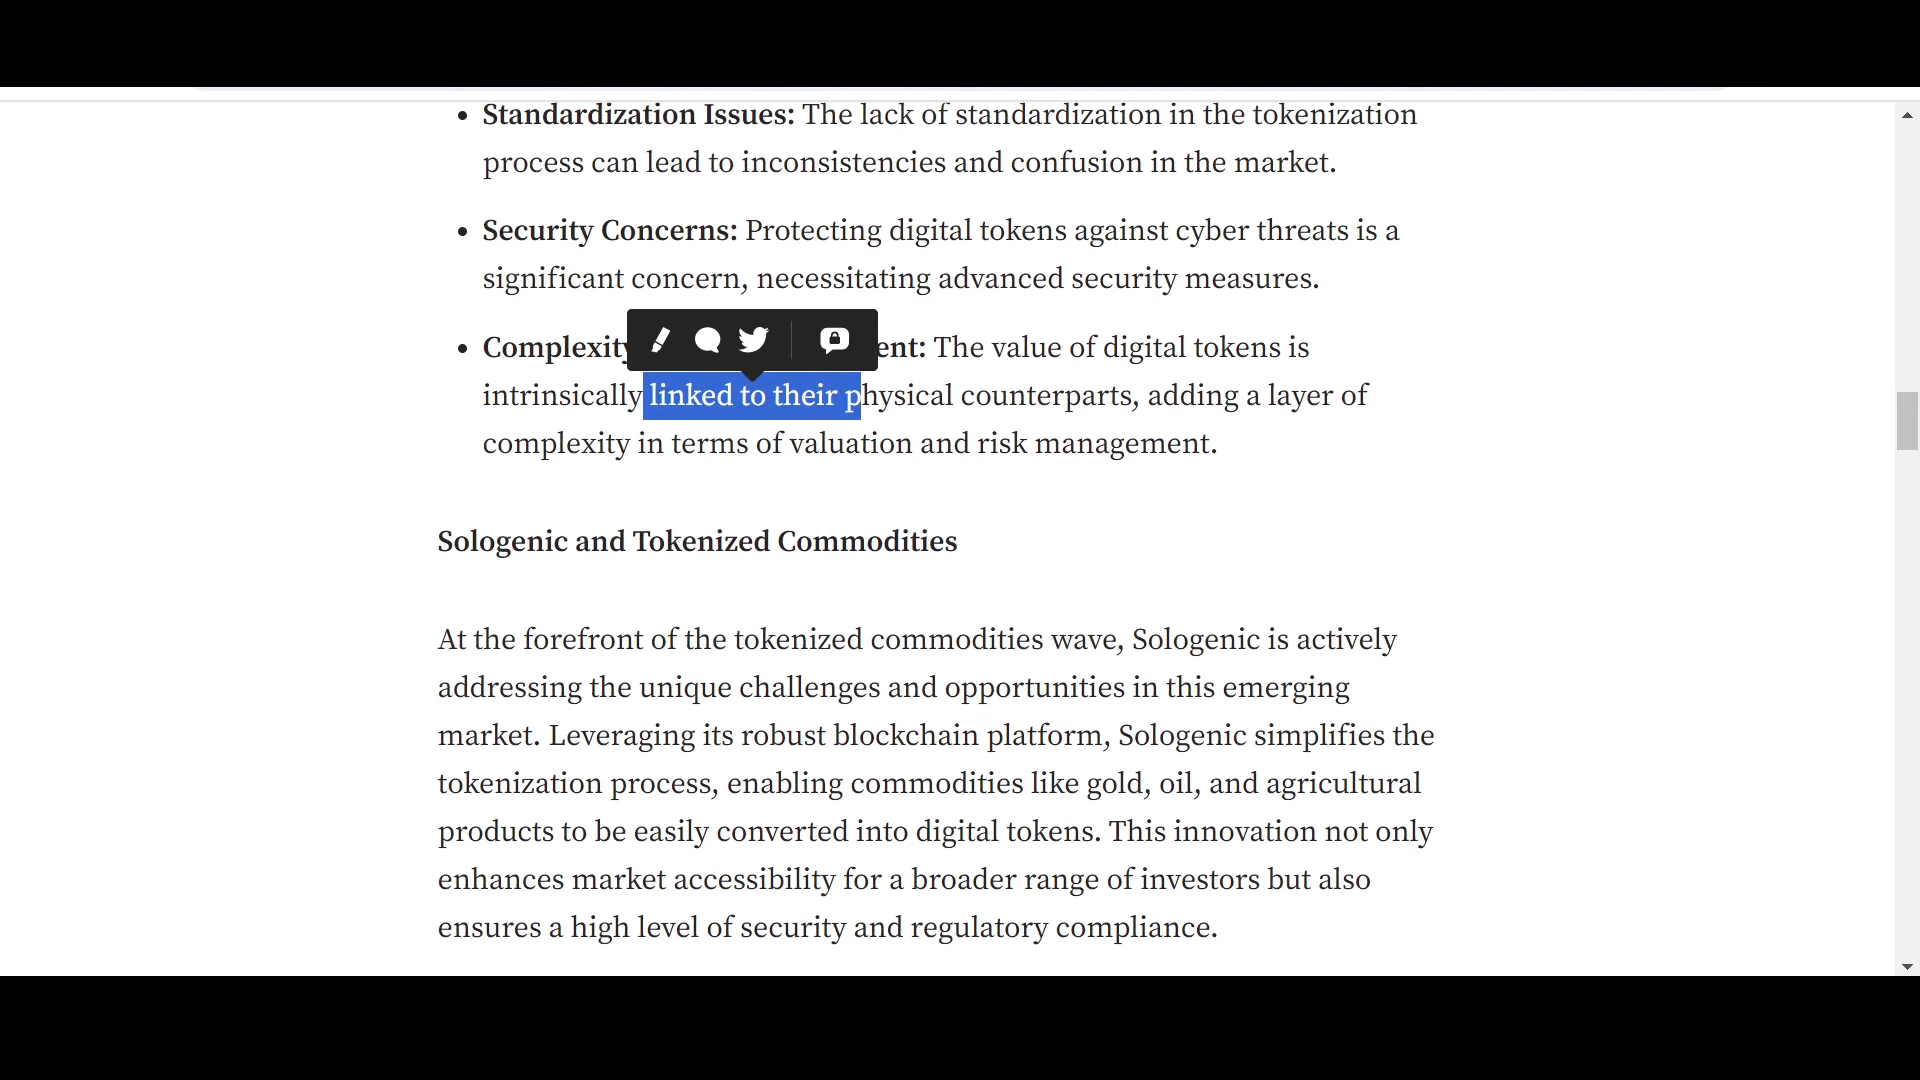 Standardization Issues: The lack of standardization in the tokenization
process can lead to inconsistencies and confusion in the market.
Security Concerns: Protecting digital tokens against cyber threats is a
significant concern, necessitating advanced security measures.
Complexity ent: The value of digital tokens is
intrinsically linked to their physical counterparts, adding a layer of
complexity in terms of valuation and risk management.
Sologenic and Tokenized Commodities
At the forefront of the tokenized commodities wave, Sologenic is actively
addressing the unique challenges and opportunities in this emerging
market. Leveraging its robust blockchain platform, Sologenic simplifies the
tokenization process, enabling commodities like gold, oil, and agricultural
products to be easily converted into digital tokens. This innovation not only
enhances market accessibility for a broader range of investors but also
ensures a high level of security and regulatory compliance.